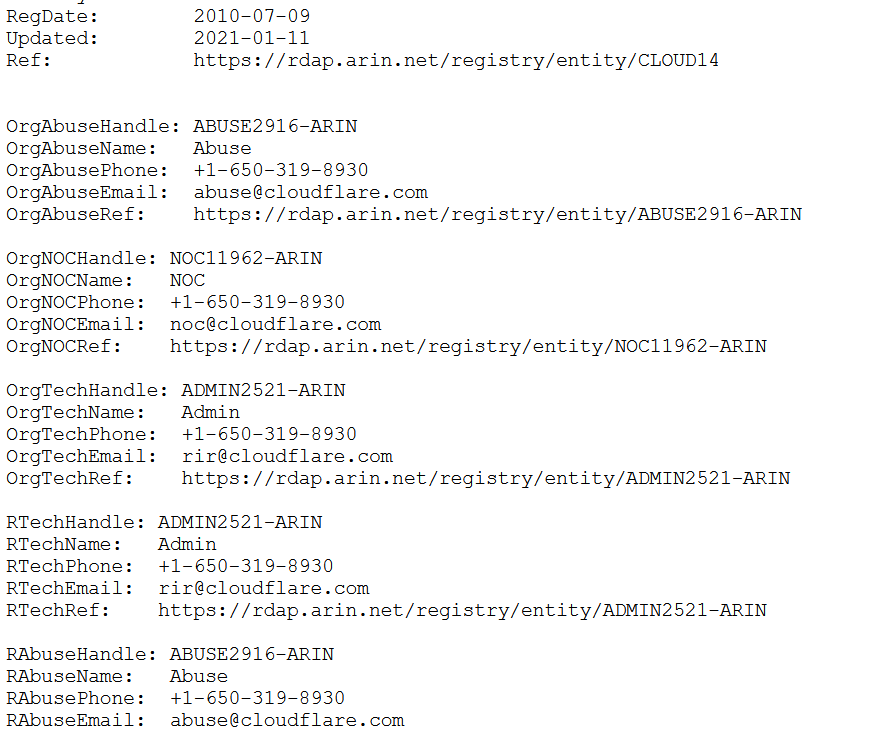 RegDate: 2010-07-09
Updated: 2021-01-11
Ref: https://rdap.arin.net/registry/entity/CLOUD14
OrgAbuseHandle: ABUSE2916-ARIN
OrgAbuseName: Abuse
OrgAbusePhone: +1-650-319-8930
OrgAbuseEmail: abuse@cloudflare.com
OrgAbuseRef: https://rdap.arin.net/registry/entity/ABUSE2916-ARIN
OrgNOCHandle: NOC11962-ARIN
OrgNOCName: NOC
OrgNOCPhone: +1-650-319-8930
OrgNOCEmail: noc@cloudflare.com
OrgNOCRef: https://rdap.arin.net/registry/entity/NOC11962-ARIN
OrgTechHandle: ADMIN2521-ARIN
OrgTechName: Admin
OrgTechPhone: +1-650-319-8930
OrgTechEmail: rir@cloudflare.com
OrgTechRef: https://rdap.arin.net/registry/entity/ADMIN2521-ARIN
RTechHandle: ADMIN2521-ARIN
RTechName: Admin
RTechPhone: +1-650-319-8930
RTechEmail: rir@cloudflare.com
RTechRef: https://rdap.arin.net/registry/entity/ADMIN2521-ARIN
RAbuseHandle: ABUSE2916-ARIN
RAbuseName: Abuse
RAbusePhone: +1-650-319-8930
RAbuseEmail: abuse@cloudflare.com